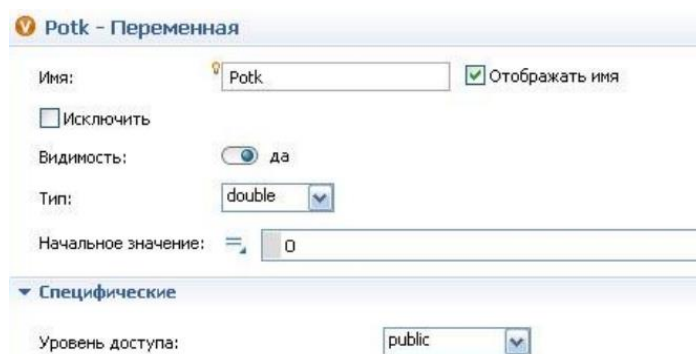 Potk - Переменная
Имя: Potk Отображать имя
Исключить
Видимость: да
Тип: double
Начальное значение: 0
Специфические
Уровень доступа: public